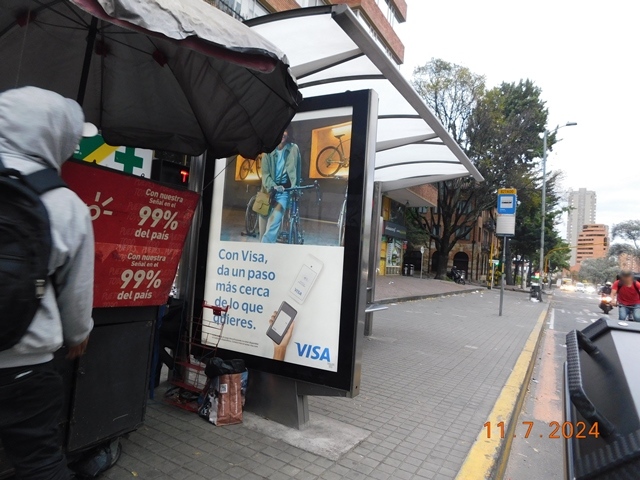 Con nuestra
Señal en el
99%
del país
Con nuestra
Señal en el
99%
del país
Con Visa,
da un paso
más cerca
de lo que
quieres.
VISA
11.7.2024